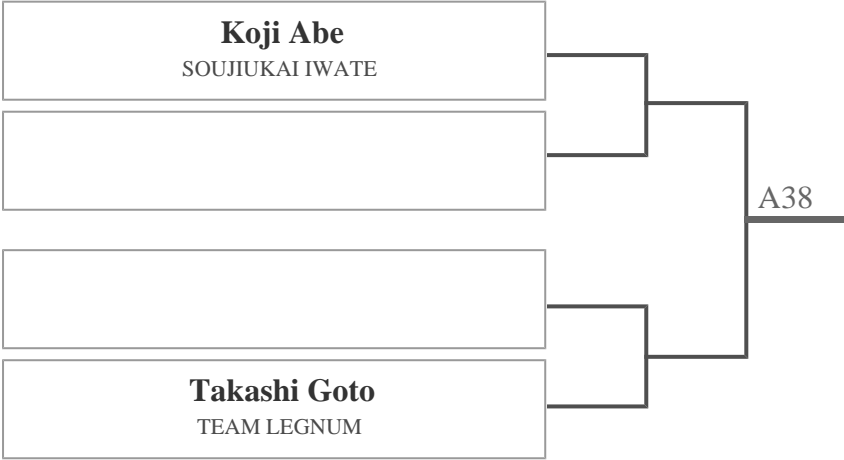 Koji Abe
SOUJIUKAI IWATE
A38
Takashi Goto
TEAM LEGNUM